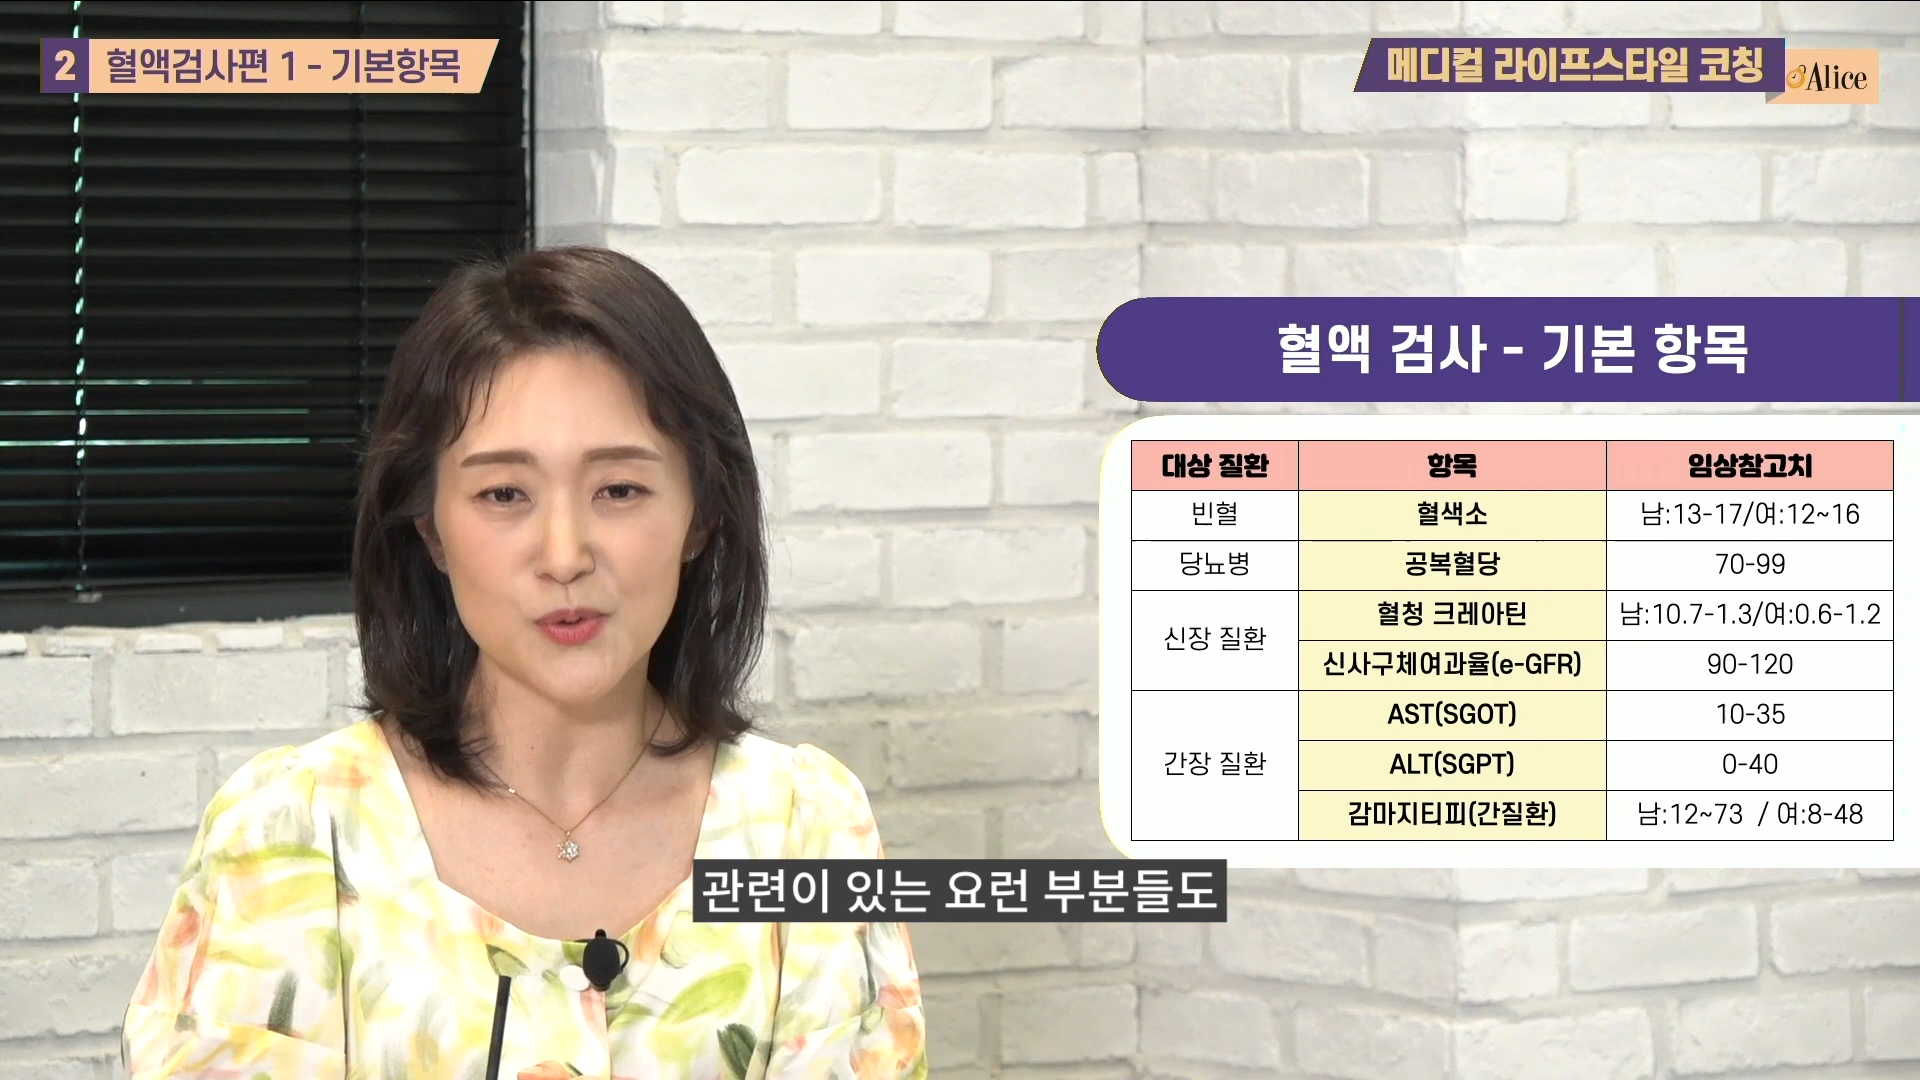 2 혈액검사편 1 - 기본항목
메디컬 라이프스타일 코칭
Alice
혈액 검사 - 기본 항목
대상 질환 항목 임상참고치
빈혈 혈색소 남:13-17/여:12~16
당뇨병 공복혈당 70-99
신장 질환 혈청 크레아틴 남:10.7-1.3/여:0.6-1.2
신사구체여과율(e-GFR) 90-120
간장 질환 AST(SGOT) 10-35
ALT(SGPT) 0-40
감마지티피(간질환) 남:12~73 / 여:8-48
관련이 있는 요런 부분들도